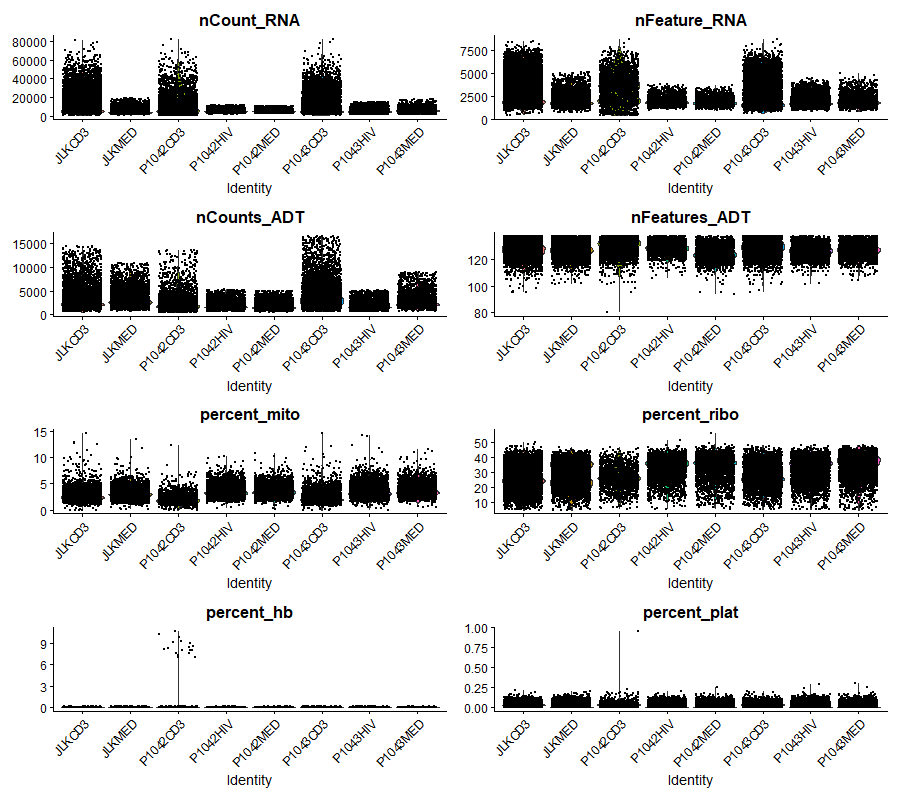 nCount_RNA
80000
60000
40000
20000
0
JLKCD3
JLKMED
P1042CD3
P1042HIV
P1042MED
P1043CD3
P1043HIV
P1043MED
Identity
nFeature_RNA
7500
5000
2500
0
JLKCD3
JLKMED
P1042CD3
P1042HIV
P1042MED
P1043CD3
P1043HIV
P1043MED
Identity
nCounts_ADT
15000
10000
5000
0
JLKCD3
JLKMED
P1042CD3
P1042HIV
P1042MED
P1043CD3
P1043HIV
P1043MED
Identity
nFeatures_ADT
120
100
80
JLKCD3
JLKMED
P1042CD3
P1042HIV
P1042MED
P1043CD3
P1043HIV
P1043MED
Identity
percent_mito
15
10
5
0
JLKCD3
JLKMED
P1042CD3
P1042HIV
P1042MED
P1043CD3
P1043HIV
P1043MED
Identity
percent_ribo
50
40
30
20
10
JLKCD3
JLKMED
P1042CD3
P1042HIV
P1042MED
P1043CD3
P1043HIV
P1043MED
Identity
percent_hb
9
6
3
0
JLKCD3
JLKMED
P1042CD3
P1042HIV
P1042MED
P1043CD3
P1043HIV
P1043MED
Identity
percent_plat
1.00
0.75
0.50
0.25
0.00
JLKCD3
JLKMED
P1042CD3
P1042HIV
P1042MED
P1043CD3
P1043HIV
P1043MED
Identity